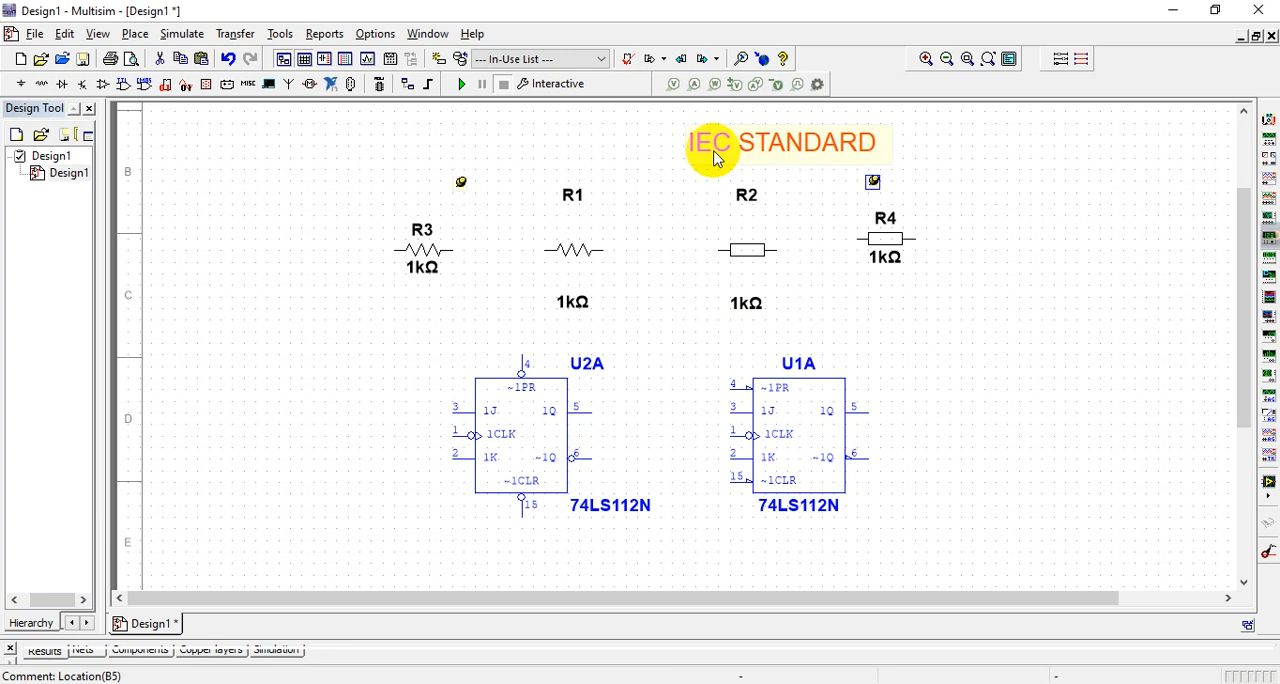 Design1 - Multisim - [Design1 *]
File Edit View Place Simulate Transfer Tools Reports Options Window Help
--- In-Use List ---
MISC
Interactive
Design Tool
Design1
Design1
B
C
D
E
IEC STANDARD
R1
R2
R3
R4
1kΩ
1kΩ
1kΩ
1kΩ
U2A
4
~1PR
3 1J 1Q 5
1 1CLK
2 1K ~1Q 6
~1CLR
15
74LS112N
U1A
4 ~1PR
3 1J 1Q 5
1 1CLK
2 1K ~1Q 6
15 ~1CLR
74LS112N
Hierarchy
Design1 *
Results Nets Components Copper layers Simulation
Comment: Location(B5)
- -